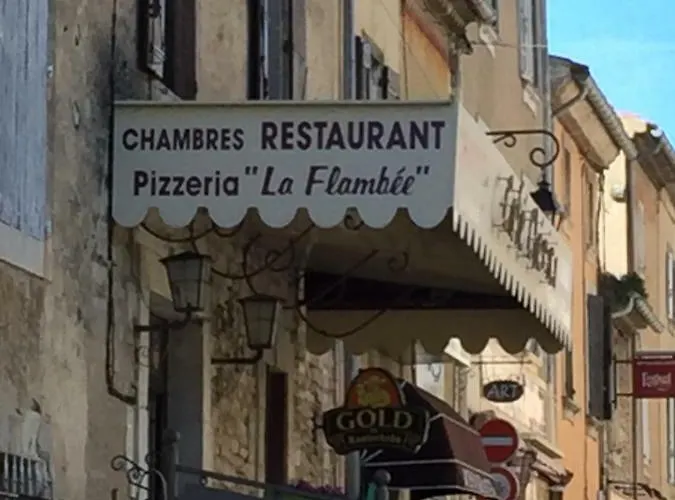 CHAMBRES RESTAURANT
Pizzeria "La Flambée"
GOLD
ART